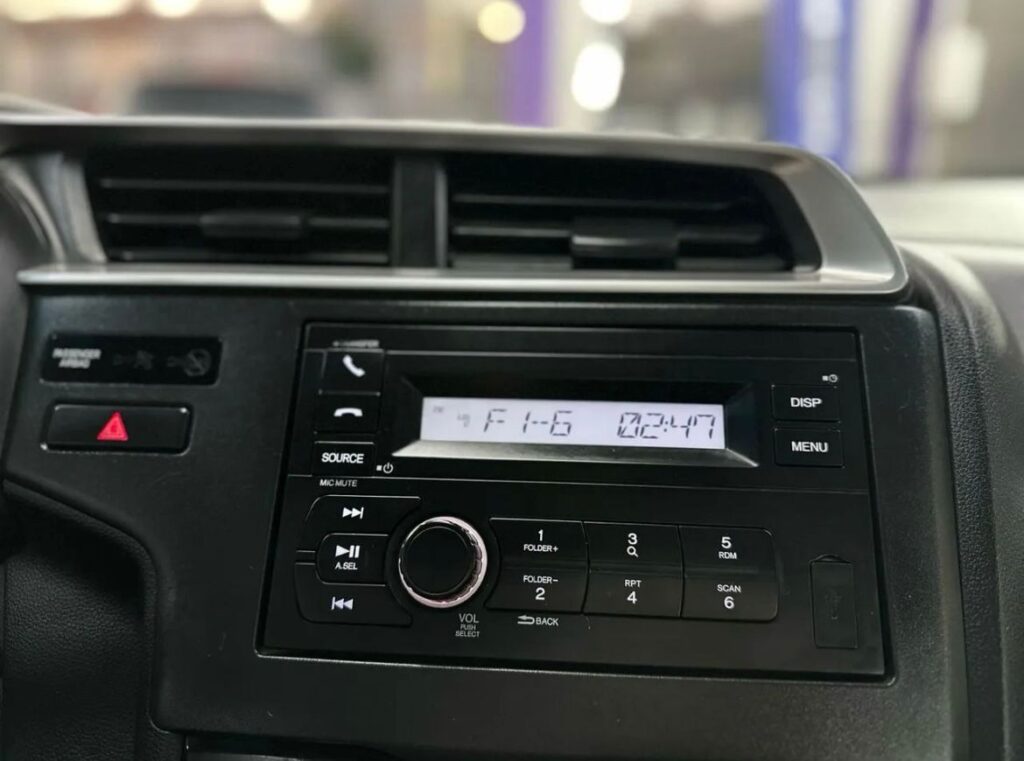 PASSENGER
AIRBAG
SOURCE
MIC MUTE
A.SEL
VOL
PUSH
SELECT
F1--6 02:47
DISP
MENU
1
FOLDER+
3
5
RDM
FOLDER-
2
RPT
4
SCAN
6
BACK